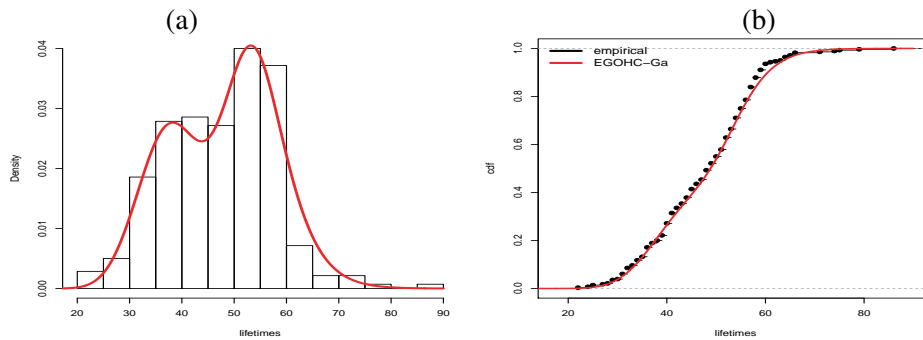 (a)
Density
0.00
0.01
0.02
0.03
0.04
20 30 40 50 60 70 80 90
lifetimes
(b)
empirical
EGOHC-Ga
cdf
0.0
0.2
0.4
0.6
0.8
1.0
20 40 60 80
lifetimes